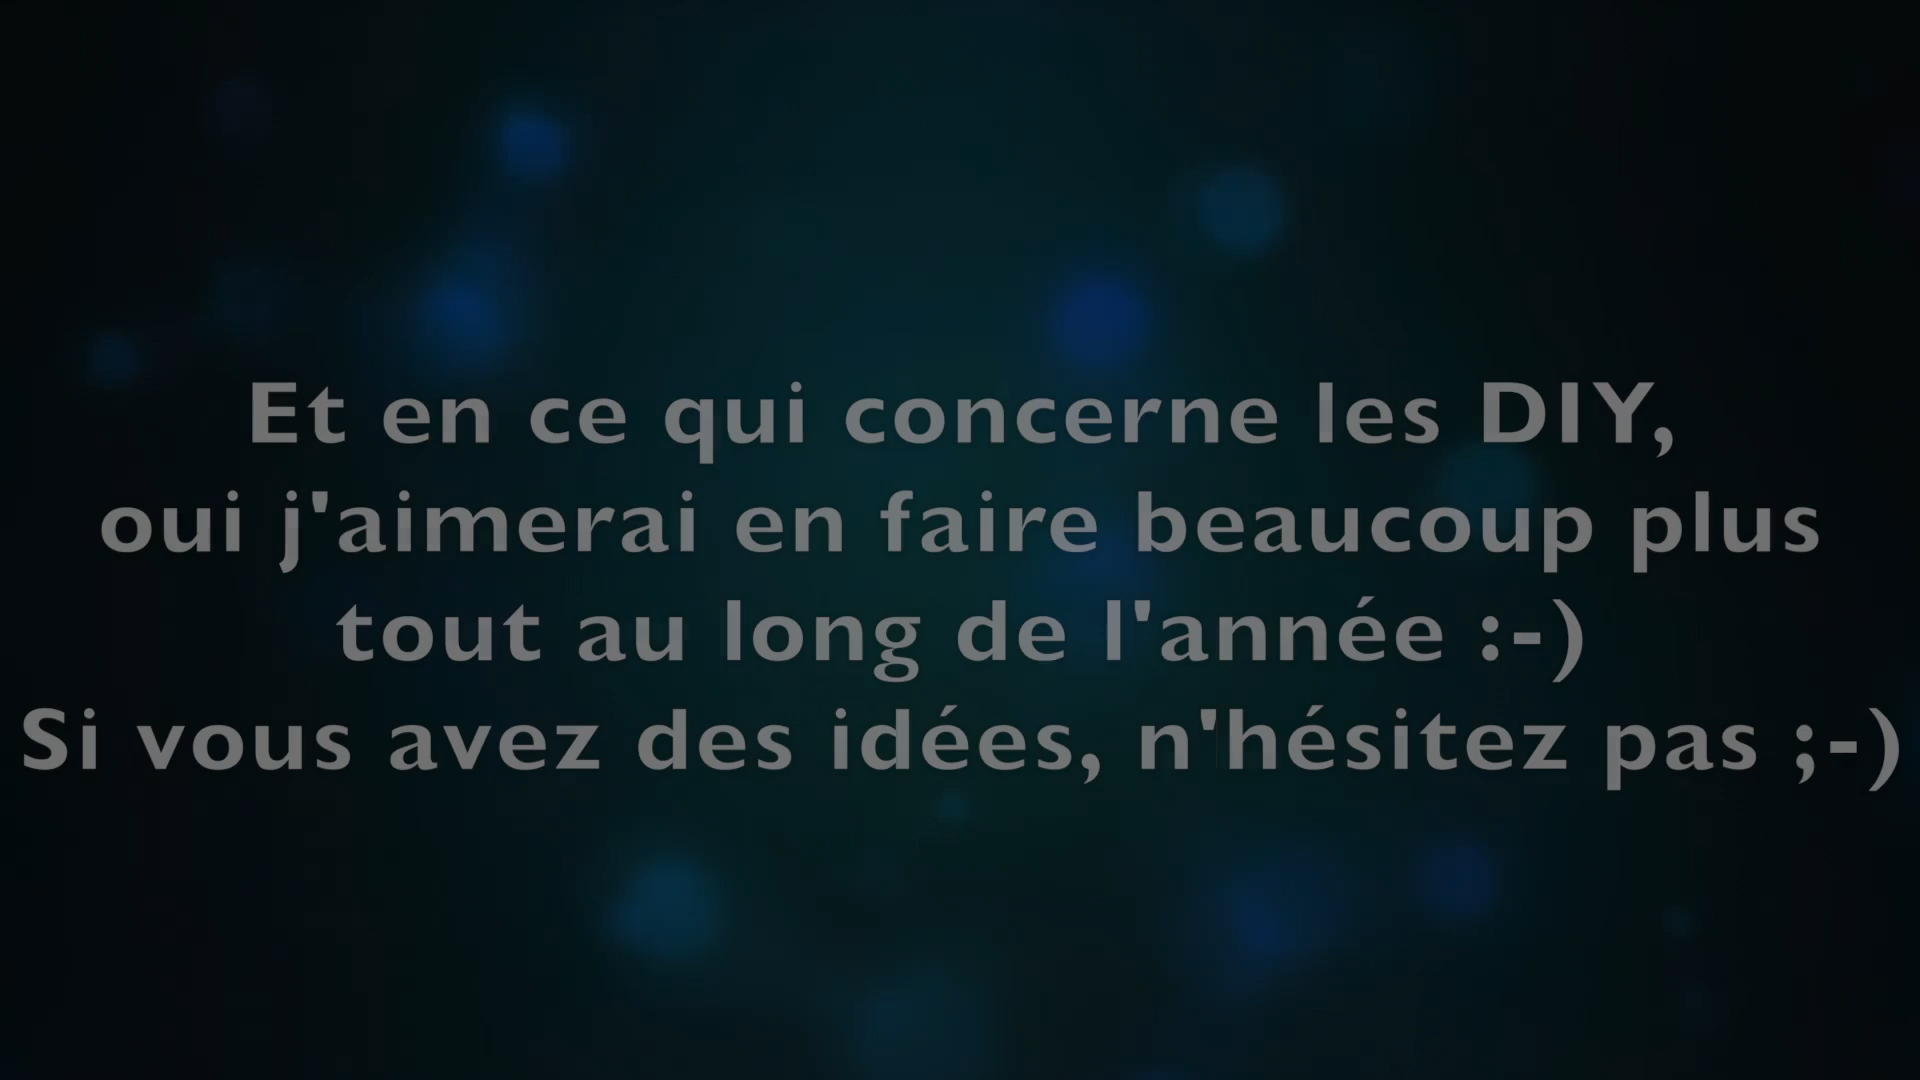 Et en ce qui concerne les DIY,
oui j'aimerai en faire beaucoup plus
tout au long de l'année :-)
Si vous avez des idées, n'hésitez pas ;-)